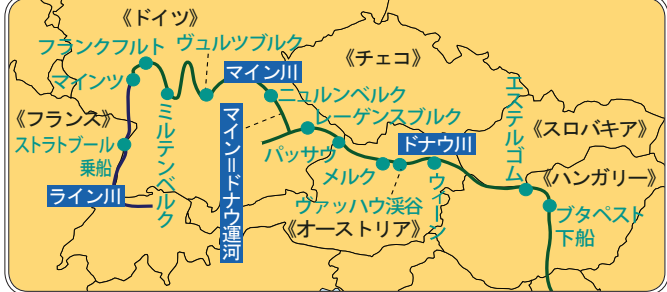 《ドイツ》
フランクフルト
ヴュルツブルク
《チェコ》
マインツ
マイン川
ニュルンベルク
エステルゴム
《フランス》
ミルテンベルク
マイン＝ドナウ運河
レーゲンスブルク
《スロバキア》
ストラトブール
乗船
パッサウ
ドナウ川
メルク
ウィーン
《ハンガリー》
ライン川
ヴァッハウ渓谷
ブタペスト
下船
《オーストリア》